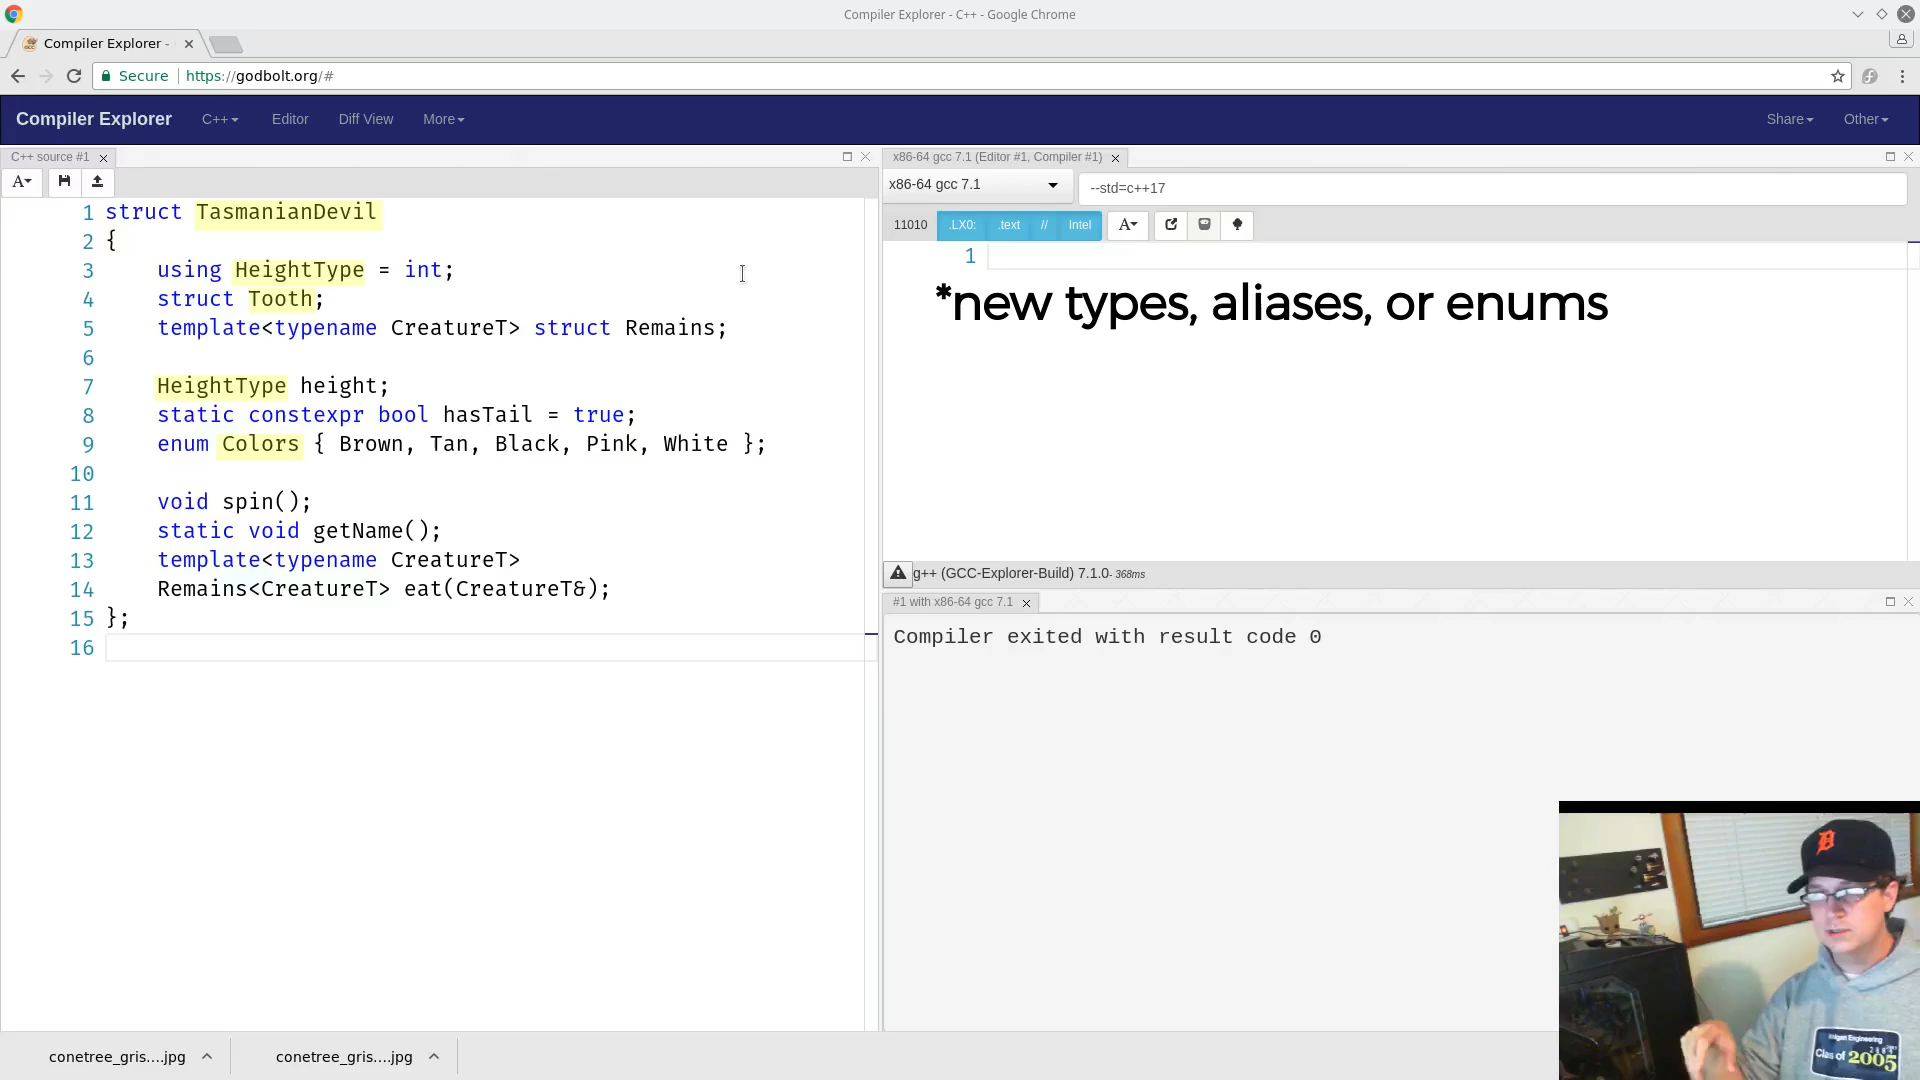 Compiler Explorer - C++ - Google Chrome
Compiler Explorer -
Secure https://godbolt.org/#
Compiler Explorer C++ Editor Diff View More Share Other
C++ source #1
A
1 struct TasmanianDevil
2 {
3 using HeightType = int;
4 struct Tooth;
5 template<typename CreatureT> struct Remains;
6
7 HeightType height;
8 static constexpr bool hasTail = true;
9 enum Colors { Brown, Tan, Black, Pink, White };
10
11 void spin();
12 static void getName();
13 template<typename CreatureT>
14 Remains<CreatureT> eat(CreatureT&);
15 };
16
x86-64 gcc 7.1 (Editor #1, Compiler #1)
x86-64 gcc 7.1 --std=c++17
11010 .LX0: .text // Intel A
1
*new types, aliases, or enums
g++ (GCC-Explorer-Build) 7.1.0 - 368ms
#1 with x86-64 gcc 7.1
Compiler exited with result code 0
D
Engineering
Class of 2005
conetree_gris....jpg conetree_gris....jpg